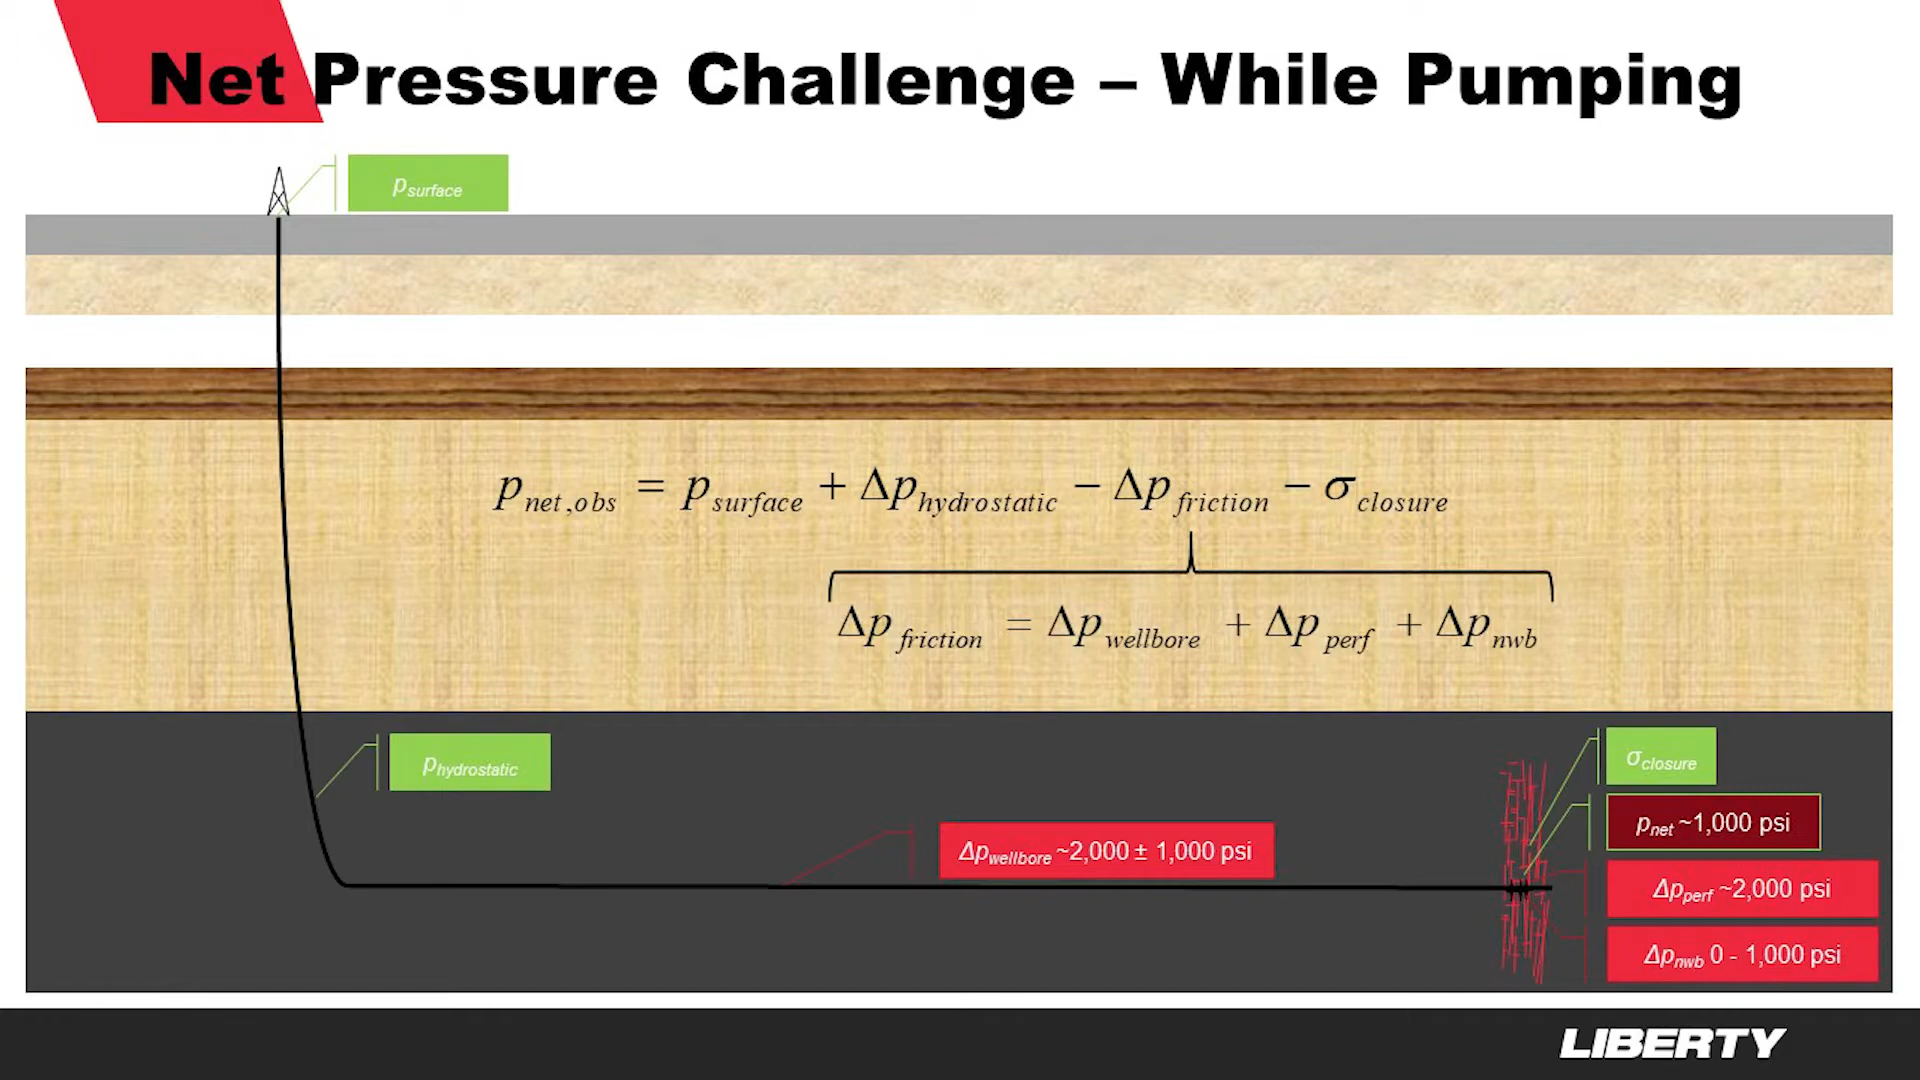 Net Pressure Challenge – While Pumping
p_surface
p_net,obs = p_surface + Δp_hydrostatic − Δp_friction − σ_closure
Δp_friction = Δp_wellbore + Δp_perf + Δp_nwb
p_hydrostatic
σ_closure
p_net ~1,000 psi
Δp_wellbore ~2,000 ± 1,000 psi
Δp_perf ~2,000 psi
Δp_nwb 0 - 1,000 psi
LIBERTY